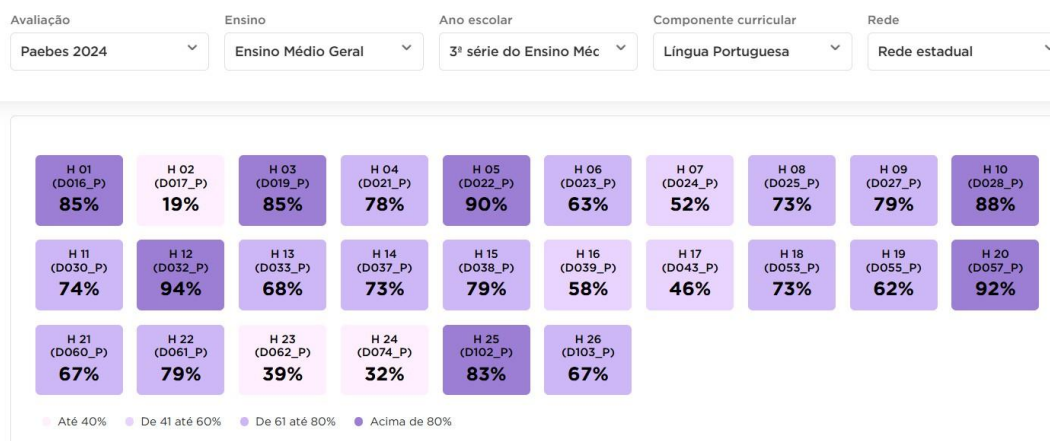 Avaliação Ensino Ano escolar Componente curricular Rede
Paebes 2024 Ensino Médio Geral 3ª série do Ensino Méc Língua Portuguesa Rede estadual
H 01 H 02 H 03 H 04 H 05 H 06 H 07 H 08 H 09 H 10
(D016_P) (D017_P) (D019_P) (D021_P) (D022_P) (D023_P) (D024_P) (D025_P) (D027_P) (D028_P)
85% 19% 85% 78% 90% 63% 52% 73% 79% 88%
H 11 H 12 H 13 H 14 H 15 H 16 H 17 H 18 H 19 H 20
(D030_P) (D032_P) (D033_P) (D037_P) (D038_P) (D039_P) (D043_P) (D053_P) (D055_P) (D057_P)
74% 94% 68% 73% 79% 58% 46% 73% 62% 92%
H 21 H 22 H 23 H 24 H 25 H 26
(D060_P) (D061_P) (D062_P) (D074_P) (D102_P) (D103_P)
67% 79% 39% 32% 83% 67%
Até 40% De 41 até 60% De 61 até 80% Acima de 80%